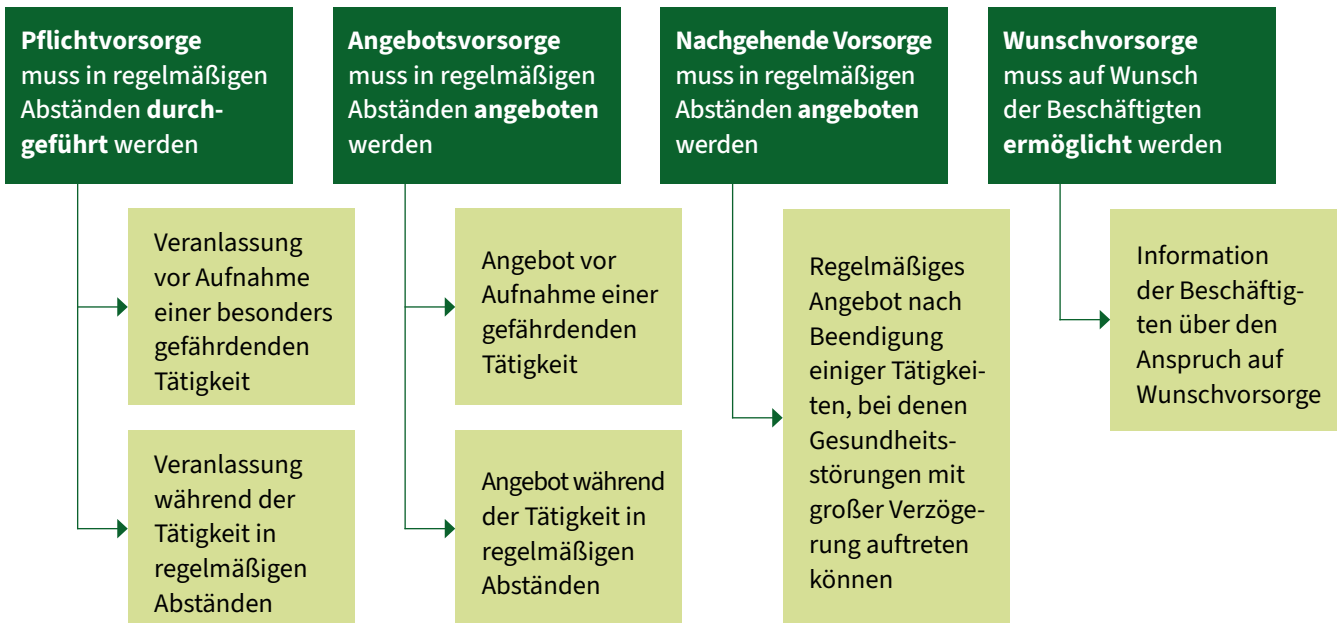 Pflichtvorsorge
muss in regelmäßigen
Abständen durch-
geführt werden
Veranlassung
vor Aufnahme
einer besonders
gefährdenden
Tätigkeit
Veranlassung
während der
Tätigkeit in
regelmäßigen
Abständen
Angebotsvorsorge
muss in regelmäßigen
Abständen angeboten
werden
Angebot vor
Aufnahme einer
gefährdenden
Tätigkeit
Angebot während
der Tätigkeit in
regelmäßigen
Abständen
Nachgehende Vorsorge
muss in regelmäßigen
Abständen angeboten
werden
Regelmäßiges
Angebot nach
Beendigung
einiger Tätigkei-
ten, bei denen
Gesundheits-
störungen mit
großer Verzöge-
rung auftreten
können
Wunschvorsorge
muss auf Wunsch
der Beschäftigten
ermöglicht werden
Information
der Beschäftig-
ten über den
Anspruch auf
Wunschvorsorge